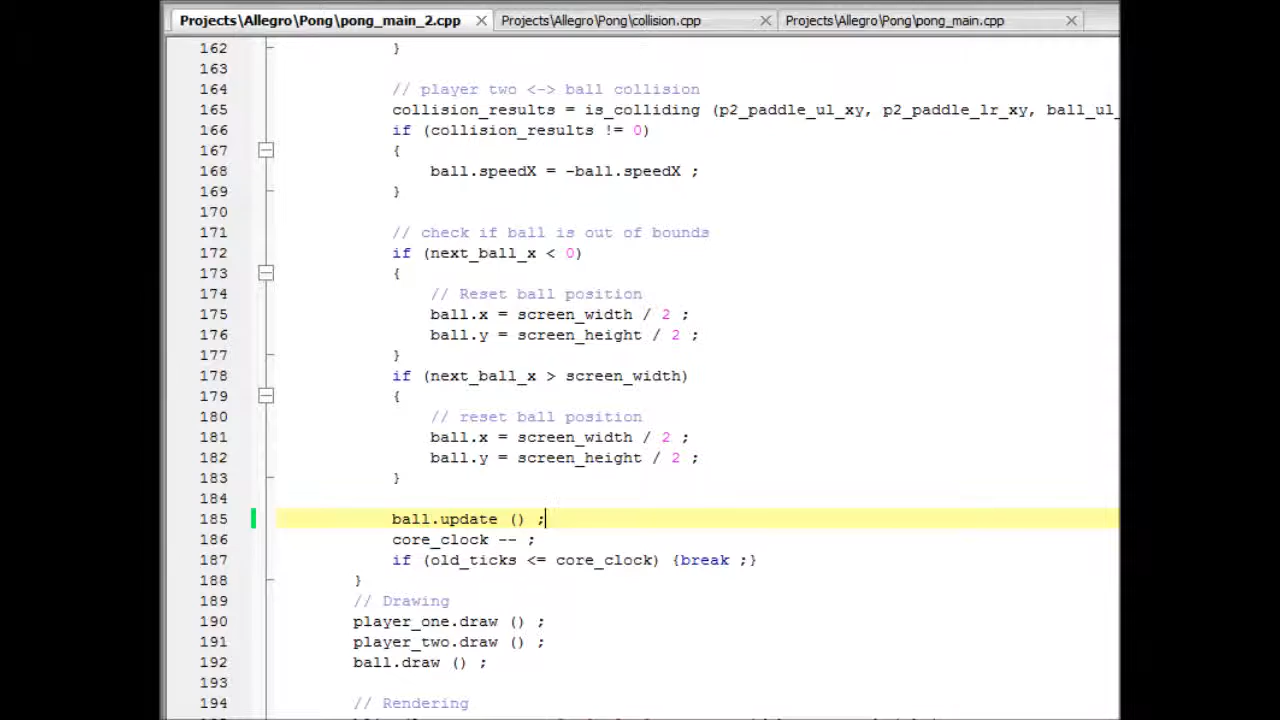 Projects\Allegro\Pong\pong_main_2.cpp Projects\Allegro\Pong\collision.cpp Projects\Allegro\Pong\pong_main.cpp
162 }
163
164 // player two <-> ball collision
165 collision_results = is_colliding (p2_paddle_ul_xy, p2_paddle_lr_xy, ball_ul_
166 if (collision_results != 0)
167 {
168 ball.speedX = -ball.speedX ;
169 }
170
171 // check if ball is out of bounds
172 if (next_ball_x < 0)
173 {
174 // Reset ball position
175 ball.x = screen_width / 2 ;
176 ball.y = screen_height / 2 ;
177 }
178 if (next_ball_x > screen_width)
179 {
180 // reset ball position
181 ball.x = screen_width / 2 ;
182 ball.y = screen_height / 2 ;
183 }
184
185 ball.update () ;
186 core_clock -- ;
187 if (old_ticks <= core_clock) {break ;}
188 }
189 // Drawing
190 player_one.draw () ;
191 player_two.draw () ;
192 ball.draw () ;
193
194 // Rendering